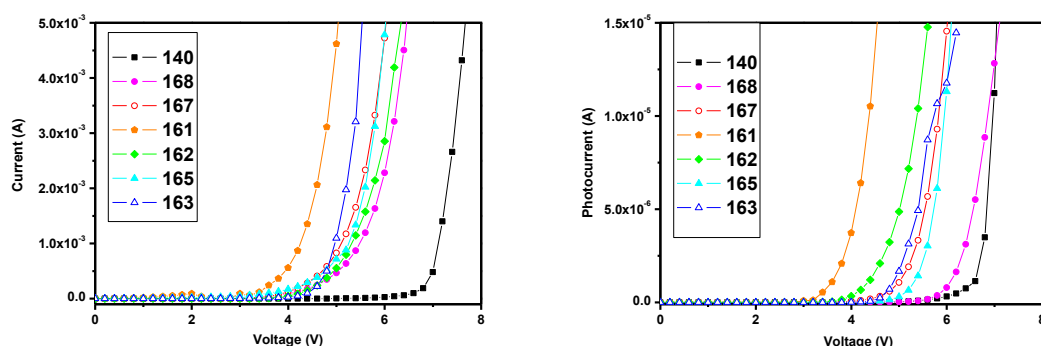 5.0x10⁻³
4.0x10⁻³
3.0x10⁻³
2.0x10⁻³
1.0x10⁻³
0.0
Current (A)
0 2 4 6 8
Voltage (V)
140
168
167
161
162
165
163
1.5x10⁻⁵
1.0x10⁻⁵
5.0x10⁻⁶
0.0
Photocurrent (A)
0 2 4 6 8
Voltage (V)
140
168
167
161
162
165
163